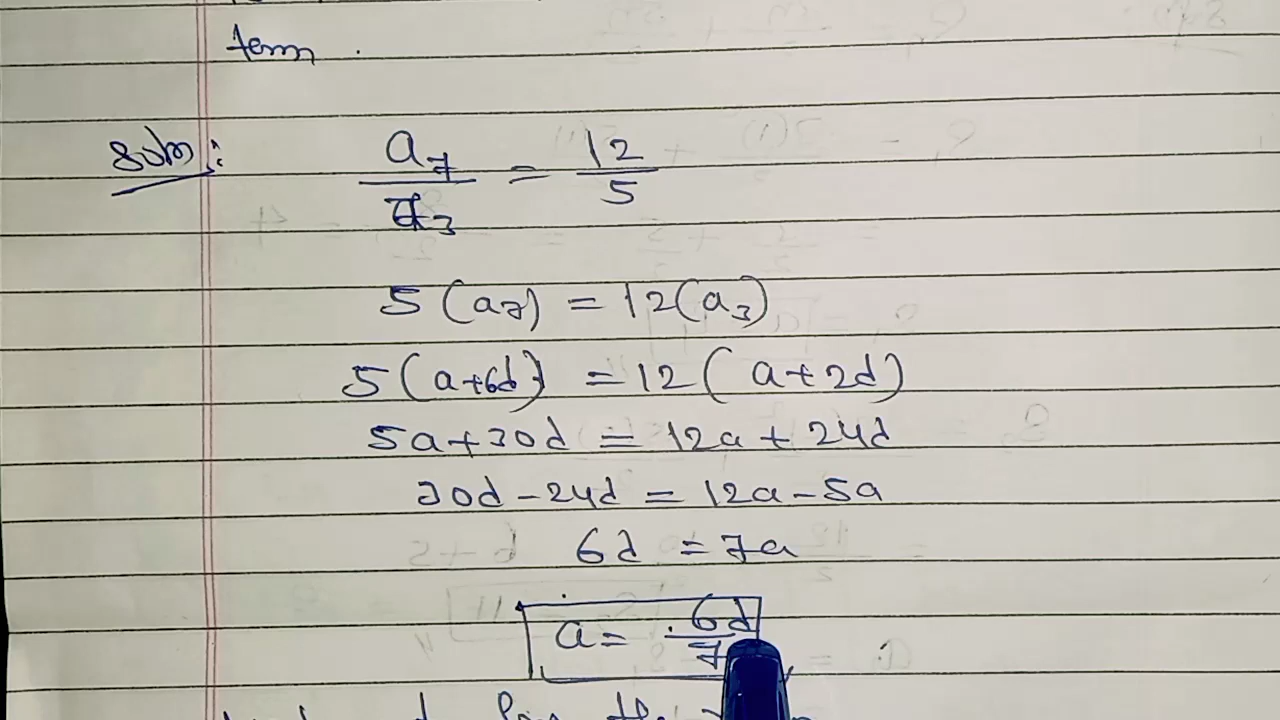 term.
Soln:
a₇/a₃ = 12/5
5(a₇) = 12(a₃)
5(a+6d) = 12(a+2d)
5a+30d = 12a+24d
30d-24d = 12a-5a
6d = 7a
a = 6d/7